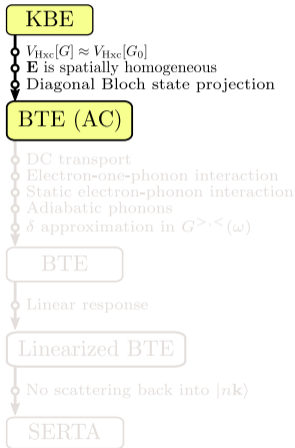 KBE
V_Hxc[G] ≈ V_Hxc[G_0]
E is spatially homogeneous
Diagonal Bloch state projection
BTE (AC)
DC transport
Electron-one-phonon interaction
Static electron-phonon interaction
Adiabatic phonons
δ approximation in G^{>,<}(ω)
BTE
Linear response
Linearized BTE
No scattering back into |nk⟩
SERTA